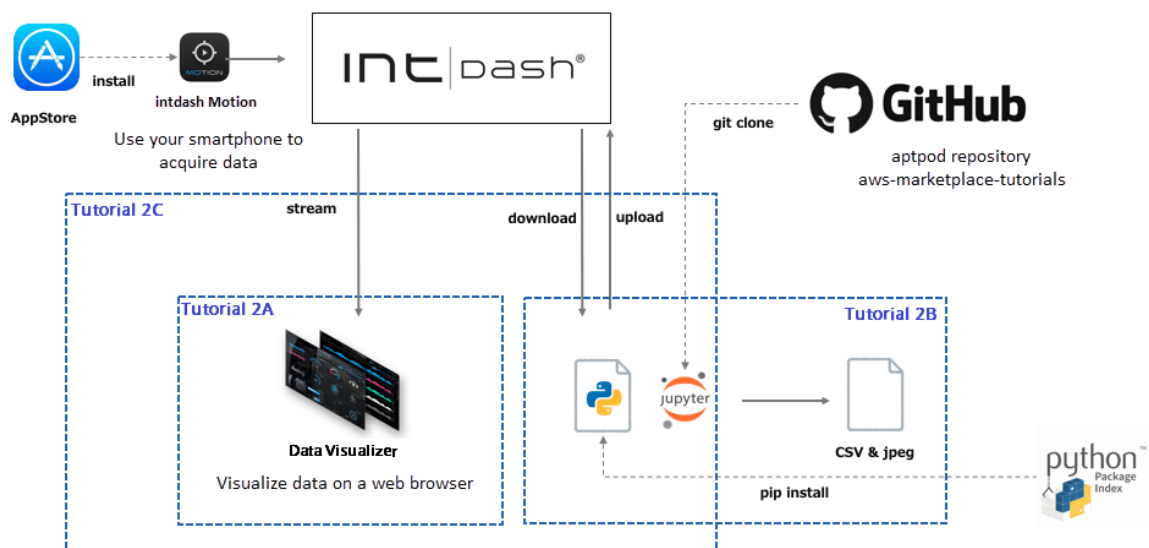 AppStore
install
MOTION
intdash Motion
Use your smartphone to
acquire data
INT DASH®
GitHub
git clone
aptpod repository
aws-marketplace-tutorials
Tutorial 2C
stream
download
upload
Tutorial 2A
Data Visualizer
Visualize data on a web browser
Tutorial 2B
jupyter
CSV & jpeg
pip install
python™
Package
Index